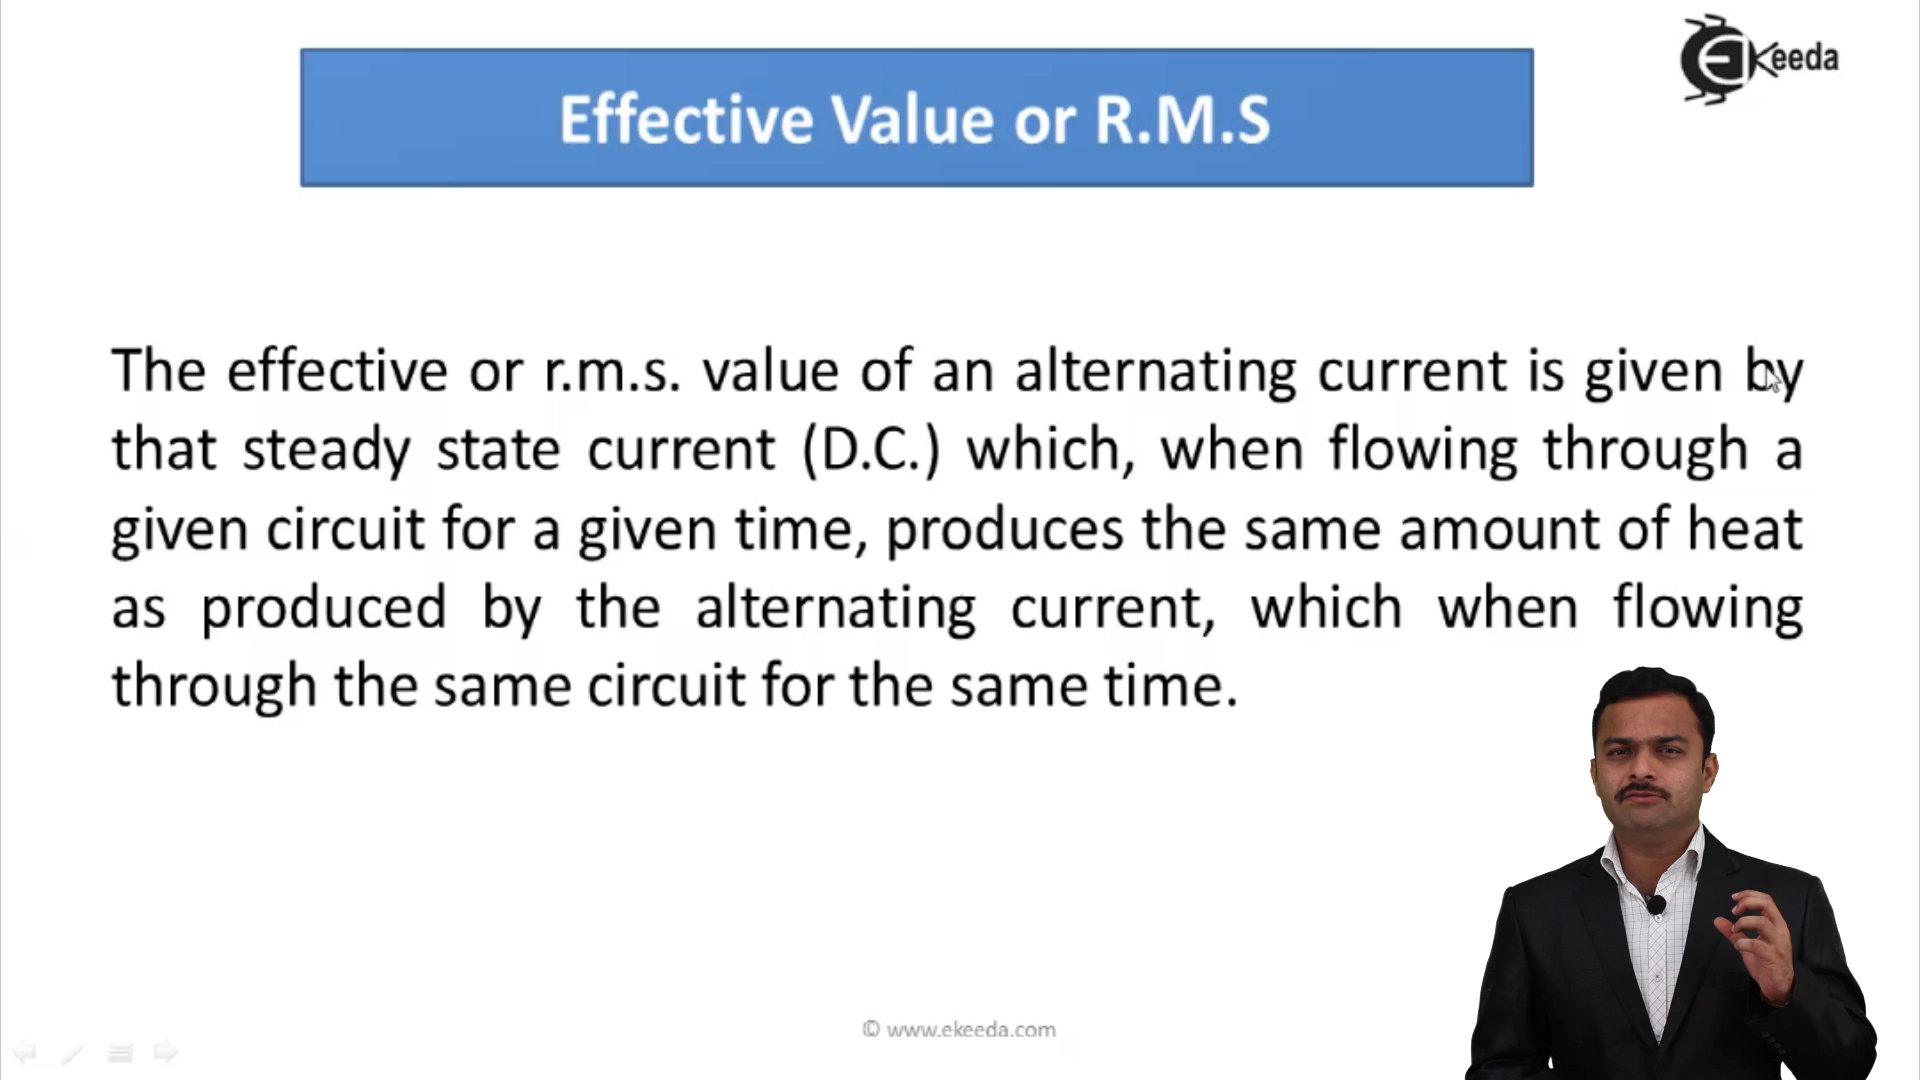 Ekeeda
Effective Value or R.M.S
The effective or r.m.s. value of an alternating current is given by
that steady state current (D.C.) which, when flowing through a
given circuit for a given time, produces the same amount of heat
as produced by the alternating current, which when flowing
through the same circuit for the same time.
© www.ekeeda.com